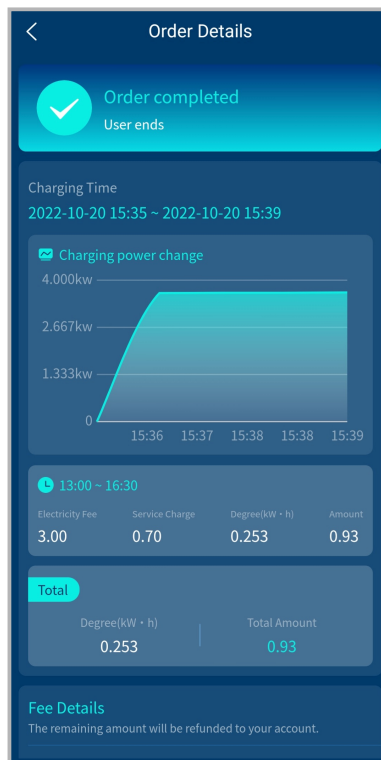 Order Details
Order completed
User ends
Charging Time
2022-10-20 15:35 ~ 2022-10-20 15:39
Charging power change
4.000kw
2.667kw
1.333kw
0
15:36 15:37 15:38 15:38 15:39
13:00 ~ 16:30
Electricity Fee Service Charge Degree(kW・h) Amount
3.00 0.70 0.253 0.93
Total
Degree(kW・h) Total Amount
0.253 0.93
Fee Details
The remaining amount will be refunded to your account.